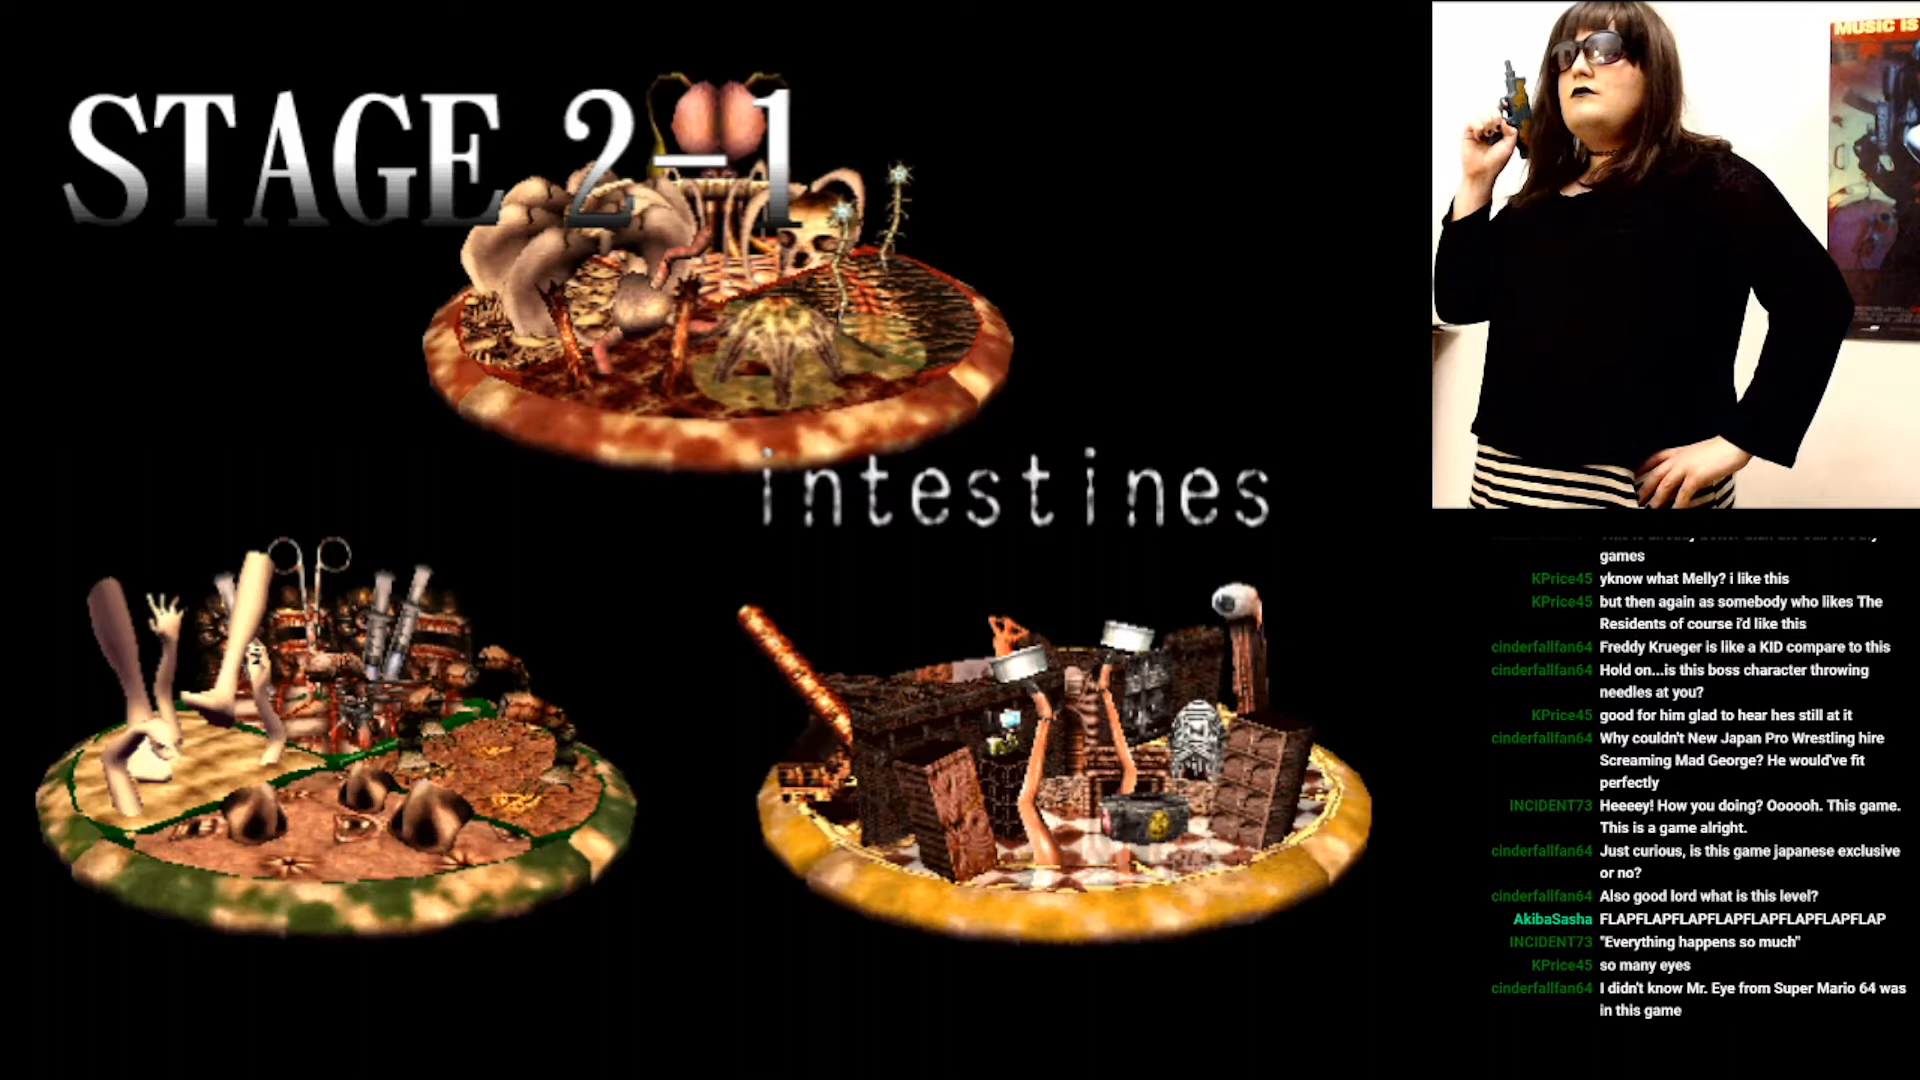 STAGE 2-1
intestines
MUSIC IS
games
KPrice45 yknow what Melly? i like this
KPrice45 but then again as somebody who likes The
Residents of course i'd like this
cinderfallfan64 Freddy Krueger is like a KID compare to this
cinderfallfan64 Hold on...is this boss character throwing
needles at you?
KPrice45 good for him glad to hear hes still at it
cinderfallfan64 Why couldn't New Japan Pro Wrestling hire
Screaming Mad George? He would've fit
perfectly
INCIDENT73 Heeeey! How you doing? Oooooh. This game.
This is a game alright.
cinderfallfan64 Just curious, is this game japanese exclusive
or no?
cinderfallfan64 Also good lord what is this level?
AkibaSasha FLAPFLAPFLAPFLAPFLAPFLAPFLAPFLAP
INCIDENT73 "Everything happens so much"
KPrice45 so many eyes
cinderfallfan64 I didn't know Mr. Eye from Super Mario 64 was
in this game